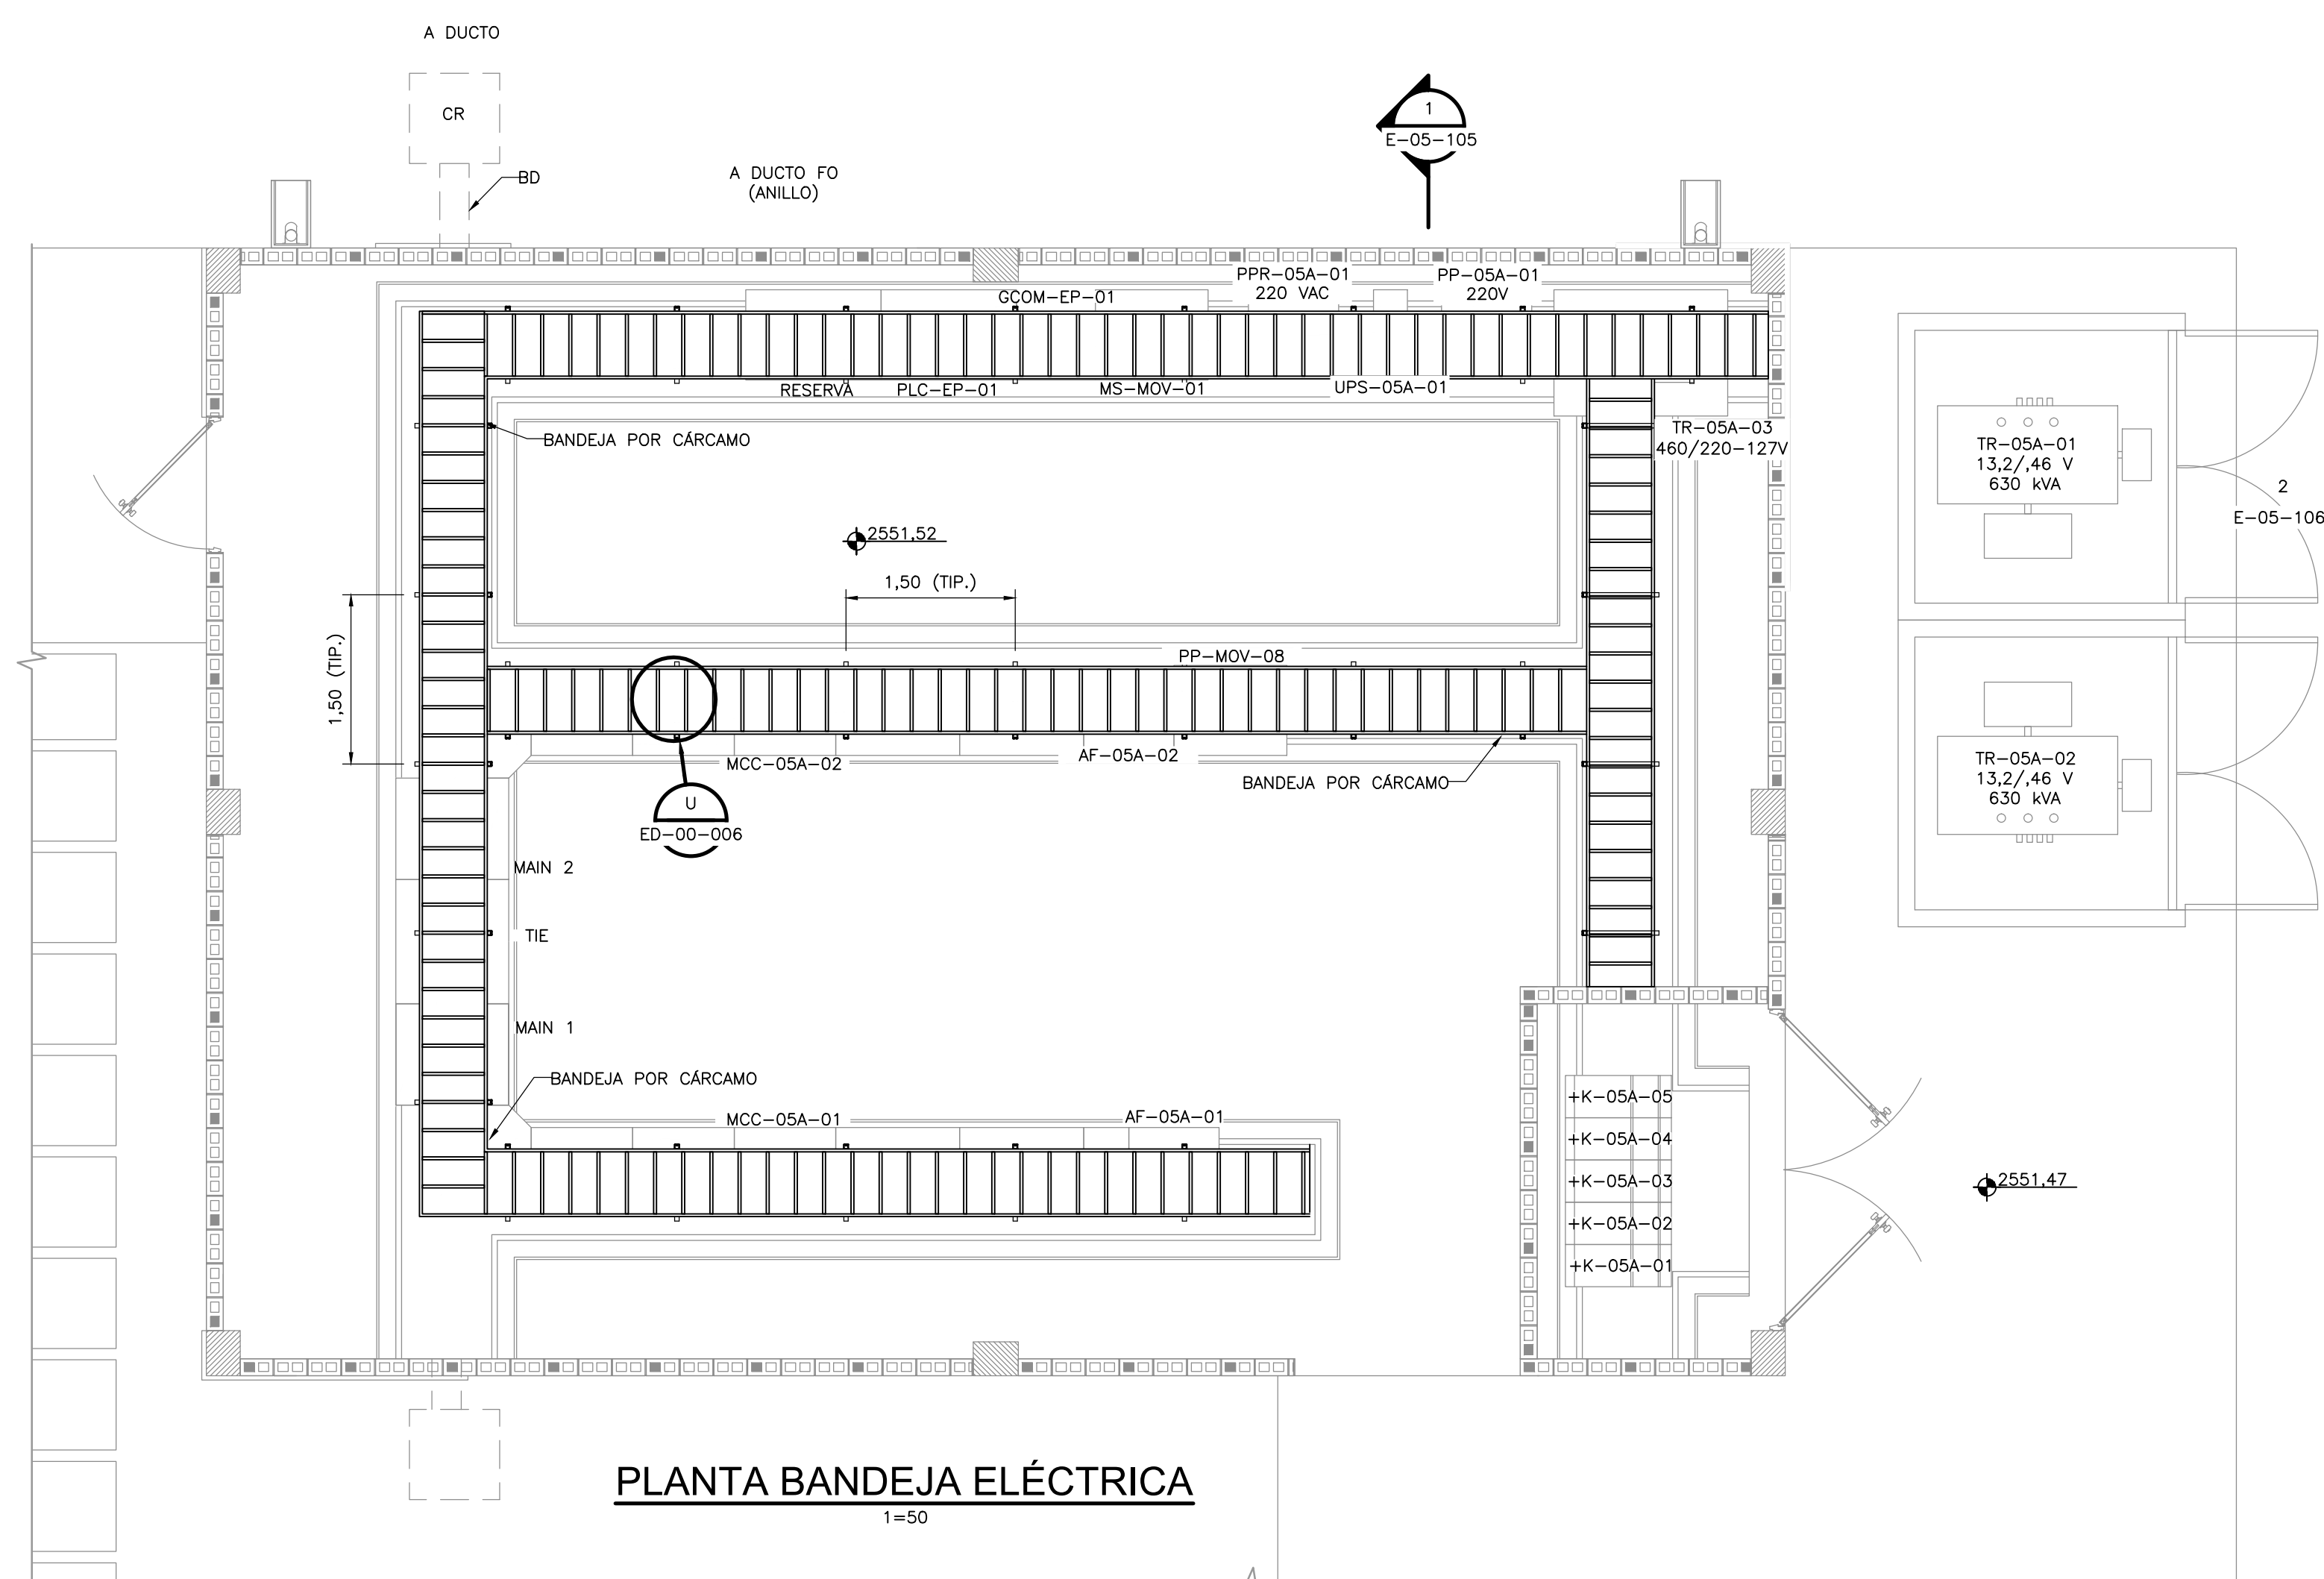 A DUCTO
CR
BD
A DUCTO FO
(ANILLO)
1
E-05-105
PPR-05A-01
220 VAC
PP-05A-01
220V
GCOM-EP-01
RESERVA
PLC-EP-01
MS-MOV-01
UPS-05A-01
BANDEJA POR CÁRCAMO
TR-05A-03
460/220-127V
TR-05A-01
13,2/,46 V
630 kVA
2
E-05-106
2551,52
1,50 (TIP.)
1,50 (TIP.)
PP-MOV-08
MCC-05A-02
AF-05A-02
BANDEJA POR CÁRCAMO
TR-05A-02
13,2/,46 V
630 kVA
U
ED-00-006
MAIN 2
TIE
MAIN 1
BANDEJA POR CÁRCAMO
MCC-05A-01
AF-05A-01
+K-05A-05
+K-05A-04
+K-05A-03
+K-05A-02
+K-05A-01
2551,47
PLANTA BANDEJA ELÉCTRICA
1=50